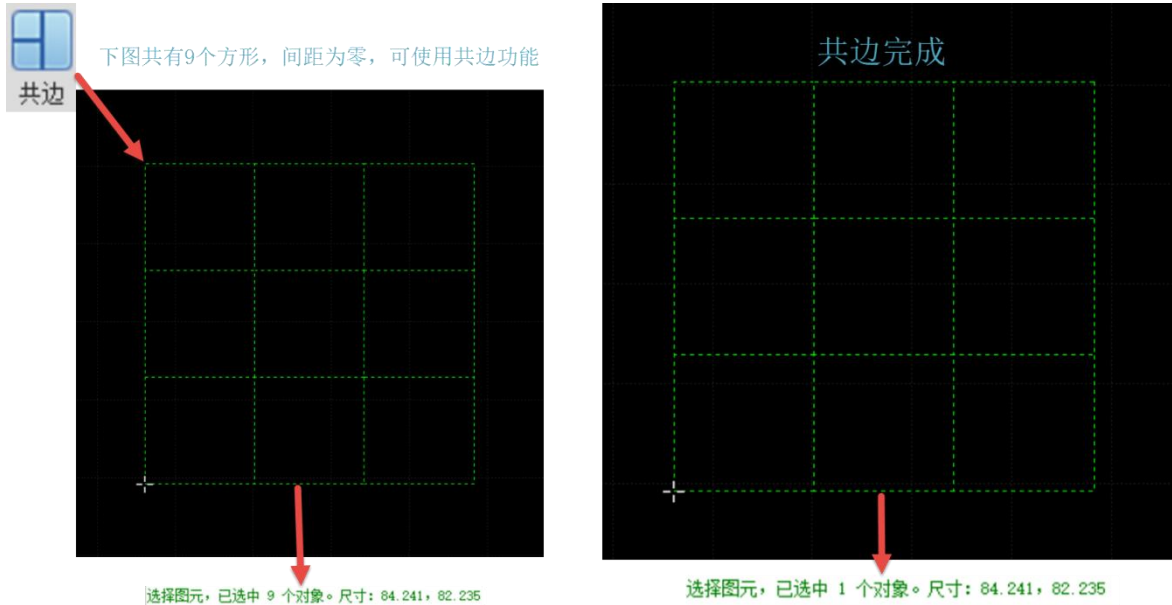 共边
下图共有9个方形，间距为零，可使用共边功能
选择图元，已选中 9 个对象。尺寸：84.241，82.235
共边完成
选择图元，已选中 1 个对象。尺寸：84.241，82.235